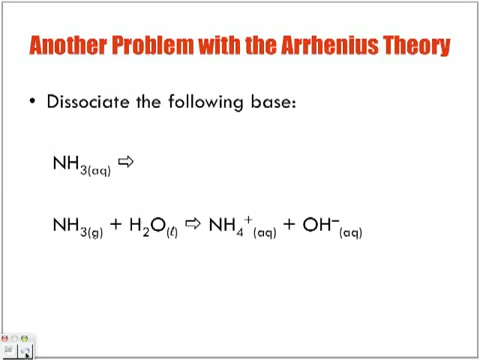 Another Problem with the Arrhenius Theory
• Dissociate the following base:
NH₃₍aq₎ ⇨
NH₃₍g₎ + H₂O₍ℓ₎ ⇨ NH₄⁺₍aq₎ + OH⁻₍aq₎